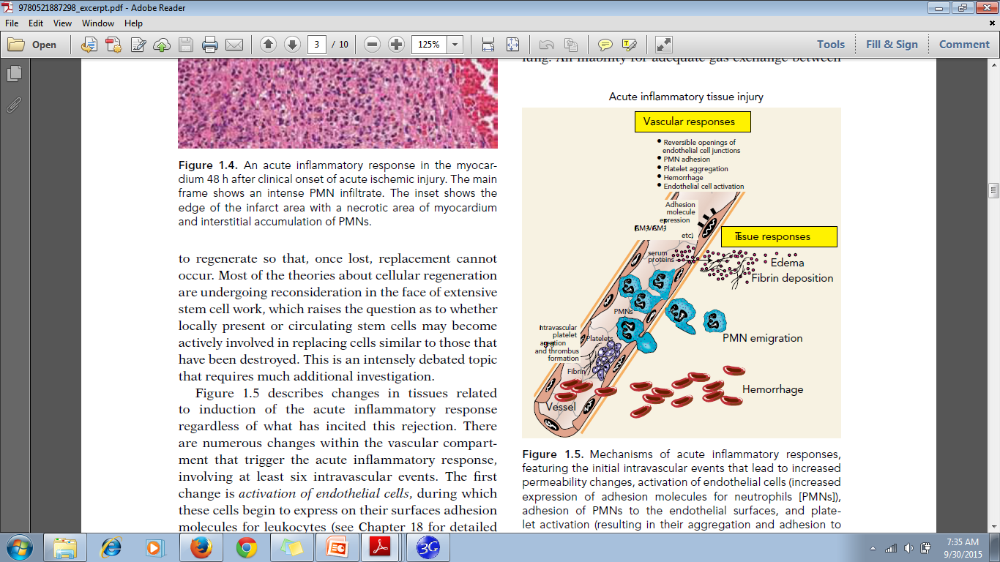 9780521887298_excerpt.pdf - Adobe Reader
File Edit View Window Help
Open 3 / 10 125% Tools Fill & Sign Comment
Figure 1.4. An acute inflammatory response in the myocar-
dium 48 h after clinical onset of acute ischemic injury. The main
frame shows an intense PMN infiltrate. The inset shows the
edge of the infarct area with a necrotic area of myocardium
and interstitial accumulation of PMNs.
to regenerate so that, once lost, replacement cannot
occur. Most of the theories about cellular regeneration
are undergoing reconsideration in the face of extensive
stem cell work, which raises the question as to whether
locally present or circulating stem cells may become
actively involved in replacing cells similar to those that
have been destroyed. This is an intensely debated topic
that requires much additional investigation.
Figure 1.5 describes changes in tissues related
to induction of the acute inflammatory response
regardless of what has incited this rejection. There
are numerous changes within the vascular compart-
ment that trigger the acute inflammatory response,
involving at least six intravascular events. The first
change is activation of endothelial cells, during which
these cells begin to express on their surfaces adhesion
molecules for leukocytes (see Chapter 18 for detailed
lung. An inability for adequate gas exchange between
Acute inflammatory tissue injury
Vascular responses
• Reversible openings of
endothelial cell junctions
• PMN adhesion
• Platelet aggregation
• Hemorrhage
• Endothelial cell activation
Adhesion
molecule
expression
etc)
Tissue responses
serum
proteins
Edema
Fibrin deposition
PMNs
PMN emigration
Intravascular
platelet
and thrombus
formation
Platelets
Fibrin
Hemorrhage
Vessel
Figure 1.5. Mechanisms of acute inflammatory responses,
featuring the initial intravascular events that lead to increased
permeability changes, activation of endothelial cells (increased
expression of adhesion molecules for neutrophils [PMNs]),
adhesion of PMNs to the endothelial surfaces, and plate-
let activation (resulting in their aggregation and adhesion to
3G
7:35 AM
9/30/2015